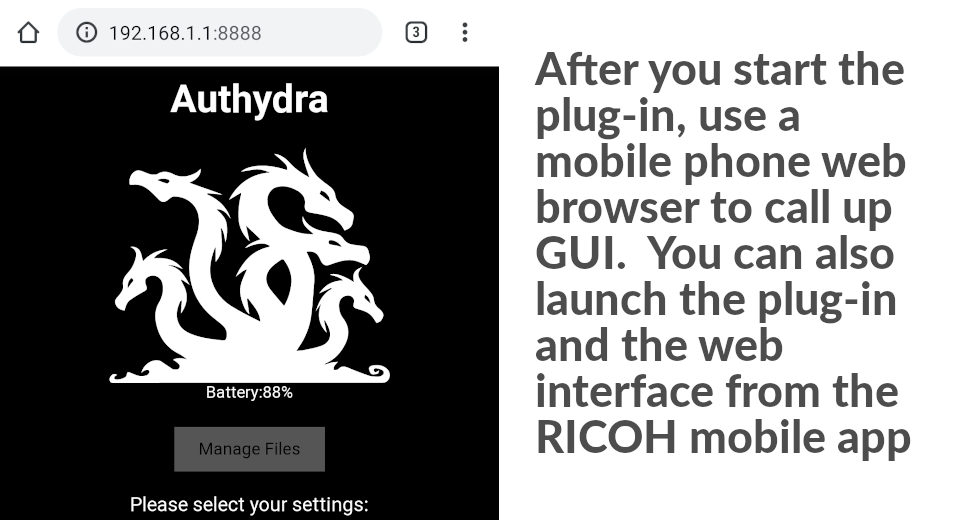 192.168.1.1:8888
3
Authydra
Battery:88%
Manage Files
Please select your settings:
After you start the
plug-in, use a
mobile phone web
browser to call up
GUI.  You can also
launch the plug-in
and the web
interface from the
RICOH mobile app